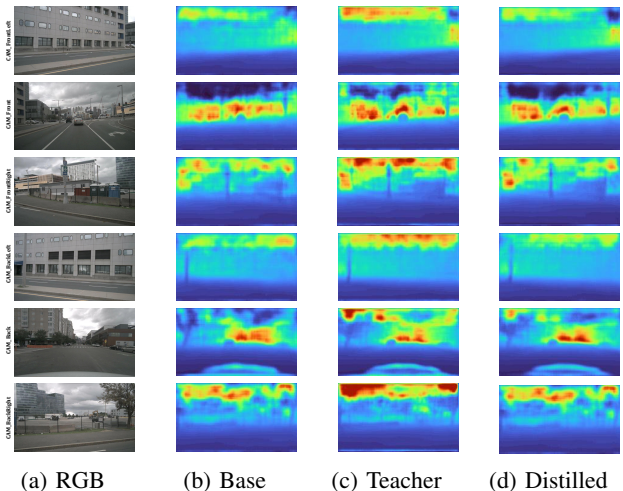 CAM_FrontLeft
CAM_Front
CAM_FrontRight
CAM_BackLeft
CAM_Back
CAM_BackRight
(a) RGB (b) Base (c) Teacher (d) Distilled